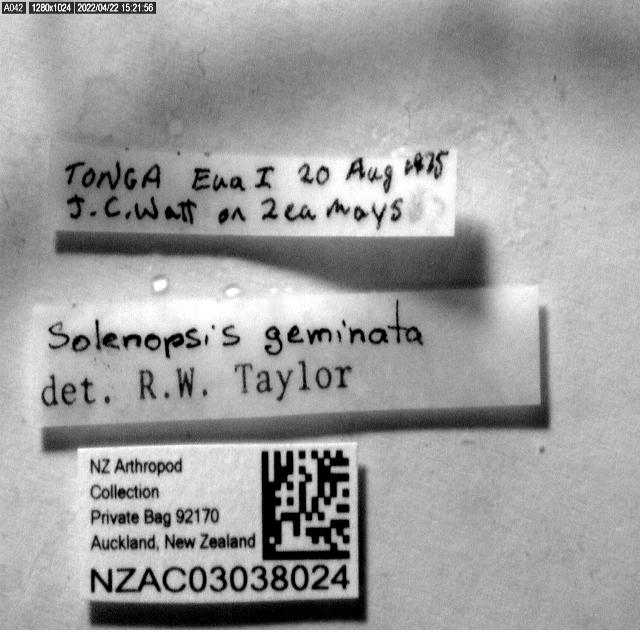 A042 1280x1024 2022/04/22 15:21:56
TONGA Eua I 20 Aug 1975
J.C.Watt on Zea mays
Solenopsis geminata
det. R.W. Taylor
NZ Arthropod
Collection
Private Bag 92170
Auckland, New Zealand
NZAC03038024